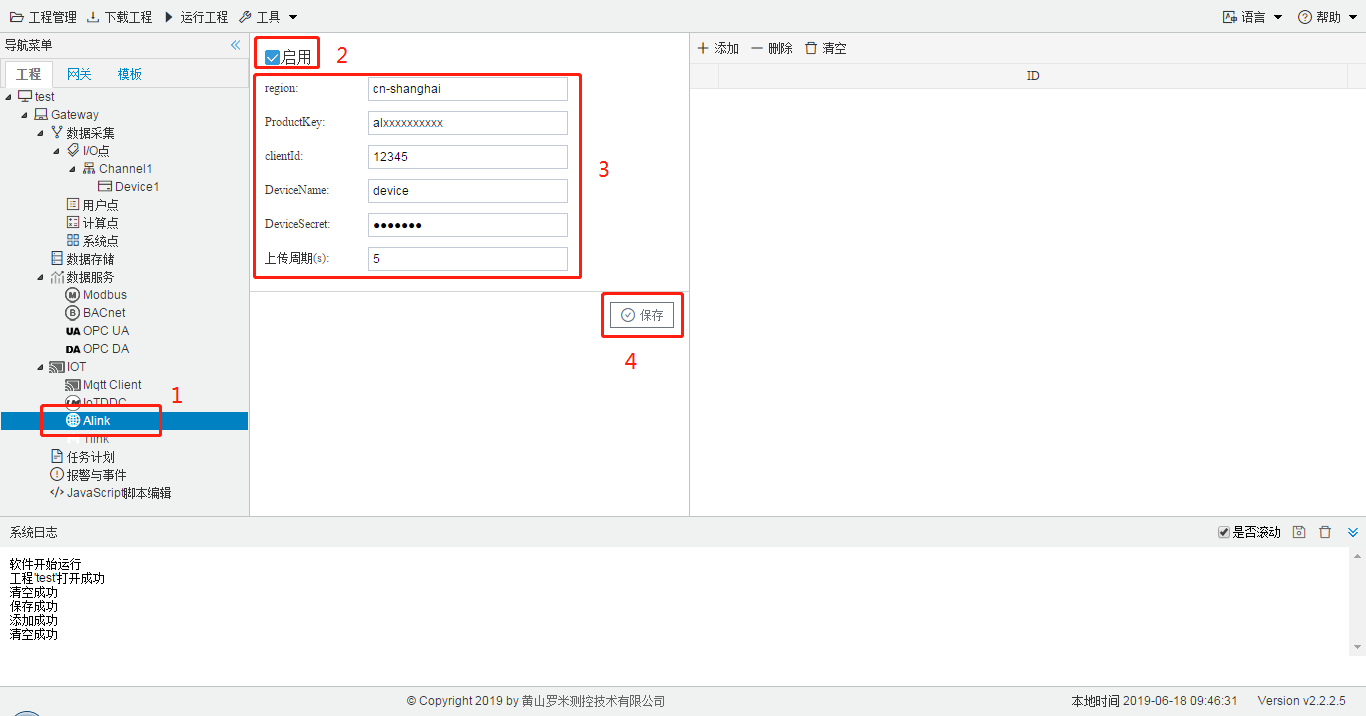 工程管理 下载工程 运行工程 工具 语言 帮助
导航菜单
工程 网关 模板
test
Gateway
数据采集
I/O点
Channel1
Device1
用户点
计算点
系统点
数据存储
数据服务
M Modbus
B BACnet
UA OPC UA
DA OPC DA
IOT
Mqtt Client
IoTDDC
Alink
1
任务计划
报警与事件
JavaScript脚本编辑
启用 2
region: cn-shanghai
ProductKey: alxxxxxxxxxx
clientId: 12345
3
DeviceName: device
DeviceSecret: ●●●●●●●
上传周期(s): 5
保存
4
添加 删除 清空
ID
系统日志 是否滚动
软件开始运行
工程'test'打开成功
清空成功
保存成功
添加成功
清空成功
© Copyright 2019 by 黄山罗米测控技术有限公司 本地时间 2019-06-18 09:46:31 Version v2.2.2.5